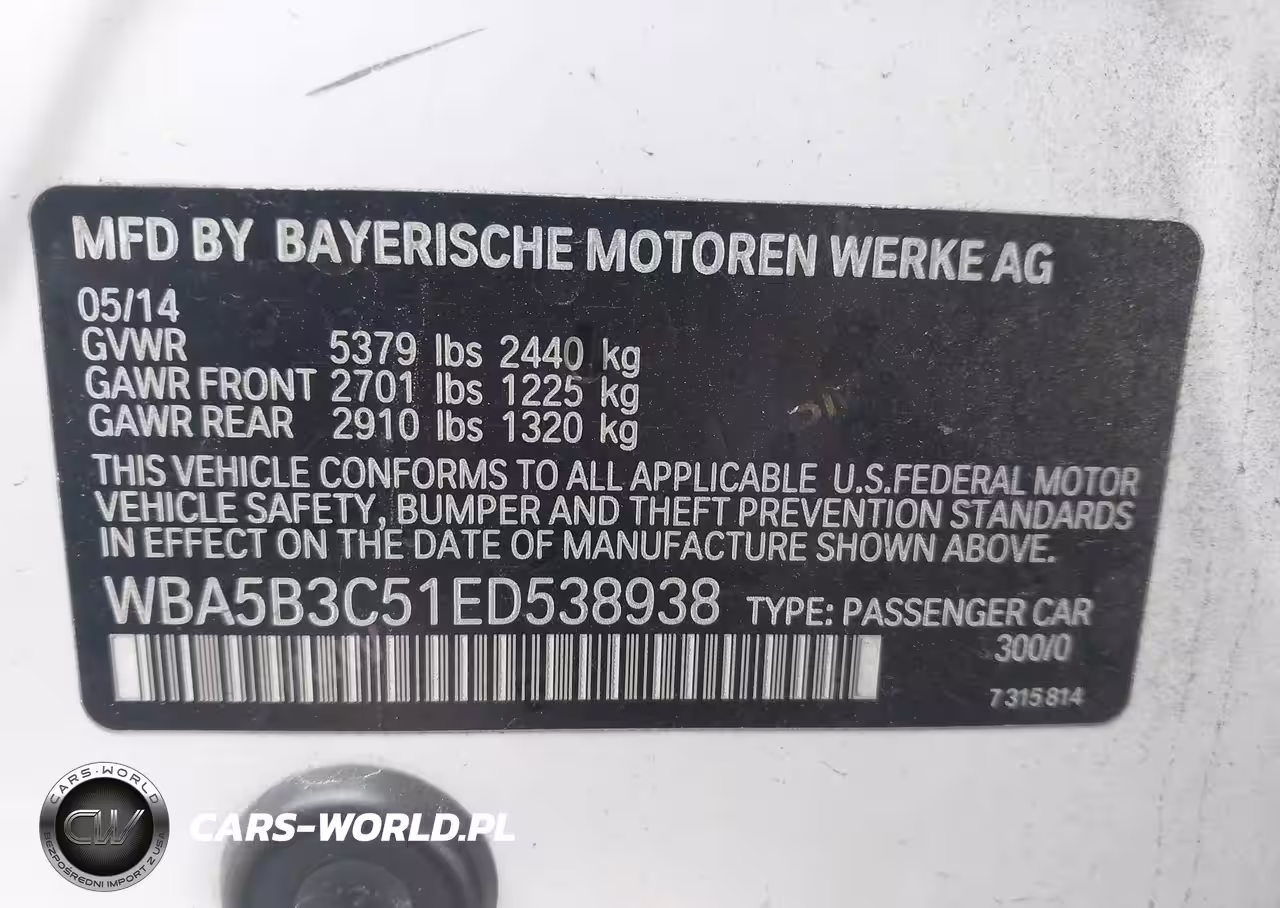 MFD BY BAYERISCHE MOTOREN WERKE AG
05/14
GVWR 5379 lbs 2440 kg
GAWR FRONT 2701 lbs 1225 kg
GAWR REAR 2910 lbs 1320 kg
THIS VEHICLE CONFORMS TO ALL APPLICABLE U.S.FEDERAL MOTOR
VEHICLE SAFETY, BUMPER AND THEFT PREVENTION STANDARDS
IN EFFECT ON THE DATE OF MANUFACTURE SHOWN ABOVE.
WBA5B3C51ED538938 TYPE: PASSENGER CAR
300/0
7 315 814
CARS-WORLD
CW
BEZPOŚREDNI IMPORT Z USA
CARS-WORLD.PL